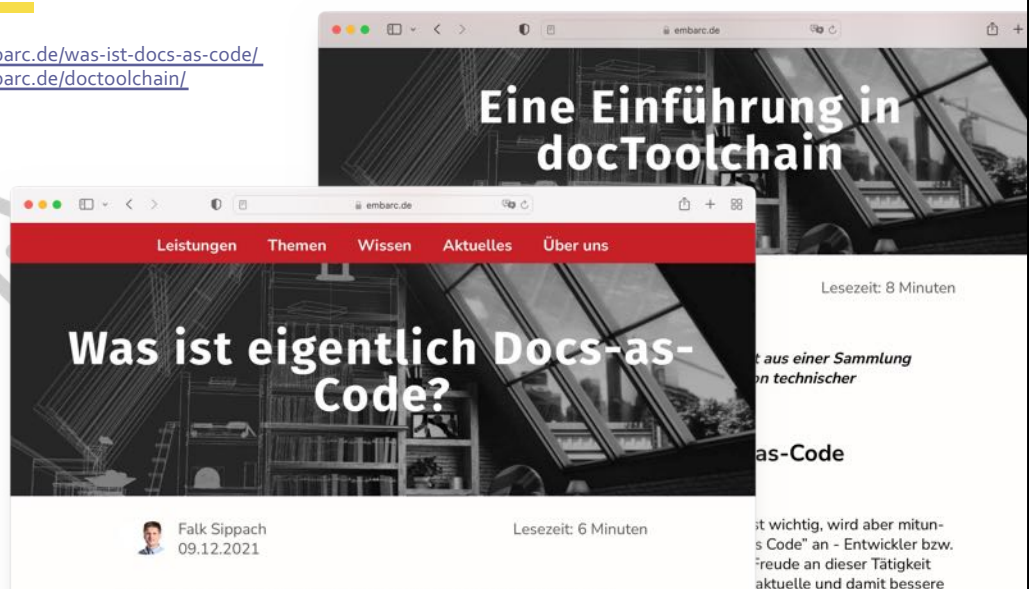 barc.de/was-ist-docs-as-code/
barc.de/doctoolchain/
embarc.de
Eine Einführung in
docToolchain
Lesezeit: 8 Minuten
t aus einer Sammlung
on technischer
as-Code
st wichtig, wird aber mitun-
s Code” an - Entwickler bzw.
Freude an dieser Tätigkeit
aktuelle und damit bessere
embarc.de
Leistungen Themen Wissen Aktuelles Über uns
Was ist eigentlich Docs-as-
Code?
Falk Sippach
09.12.2021
Lesezeit: 6 Minuten